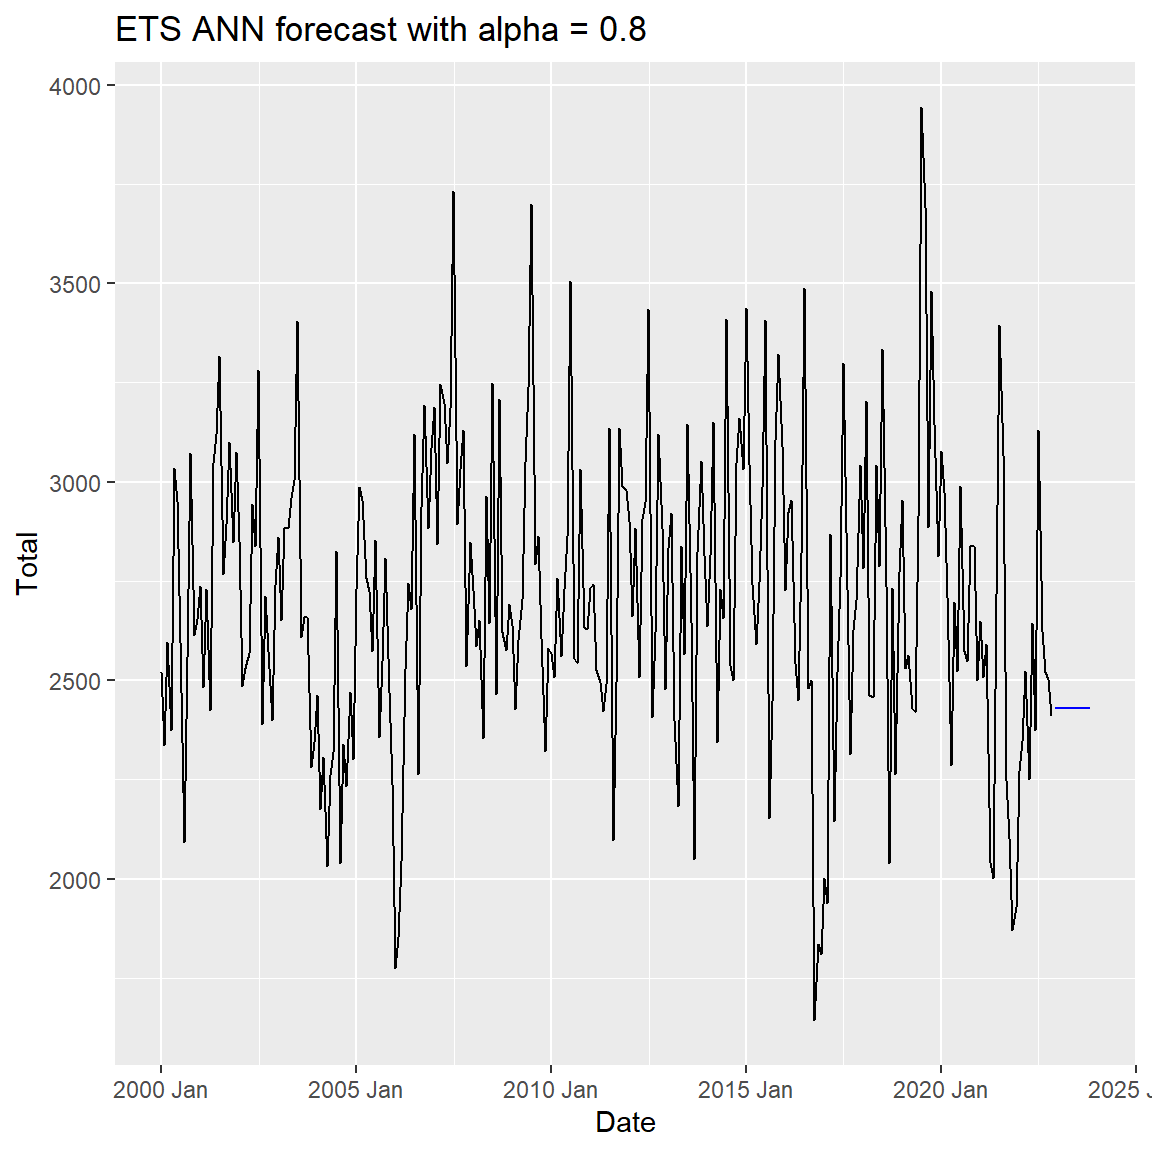 ETS ANN forecast with alpha = 0.8
4000
3500
3000
2500
2000
Total
2000 Jan
2005 Jan
2010 Jan
2015 Jan
2020 Jan
2025 J
Date